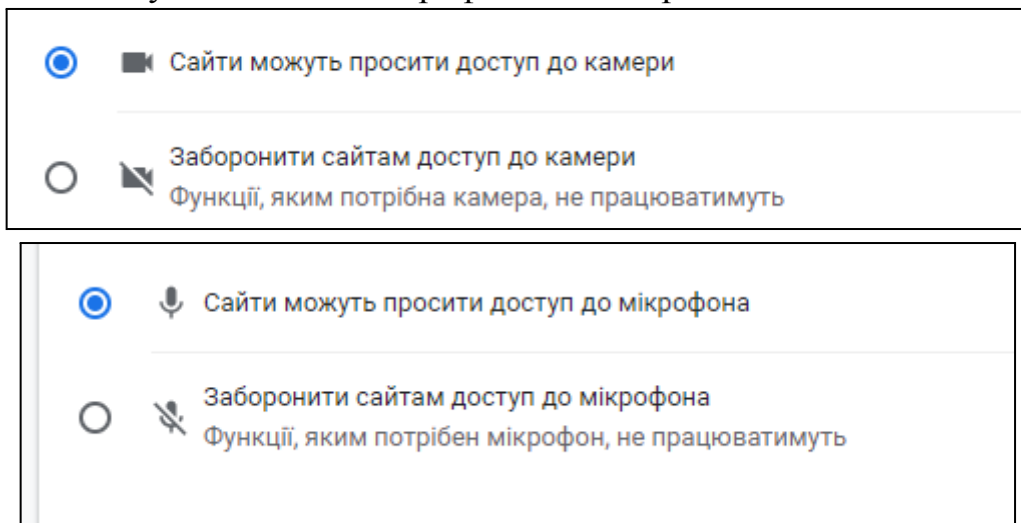 Сайти можуть просити доступ до камери
Заборонити сайтам доступ до камери
Функції, яким потрібна камера, не працюватимуть
Сайти можуть просити доступ до мікрофона
Заборонити сайтам доступ до мікрофона
Функції, яким потрібен мікрофон, не працюватимуть